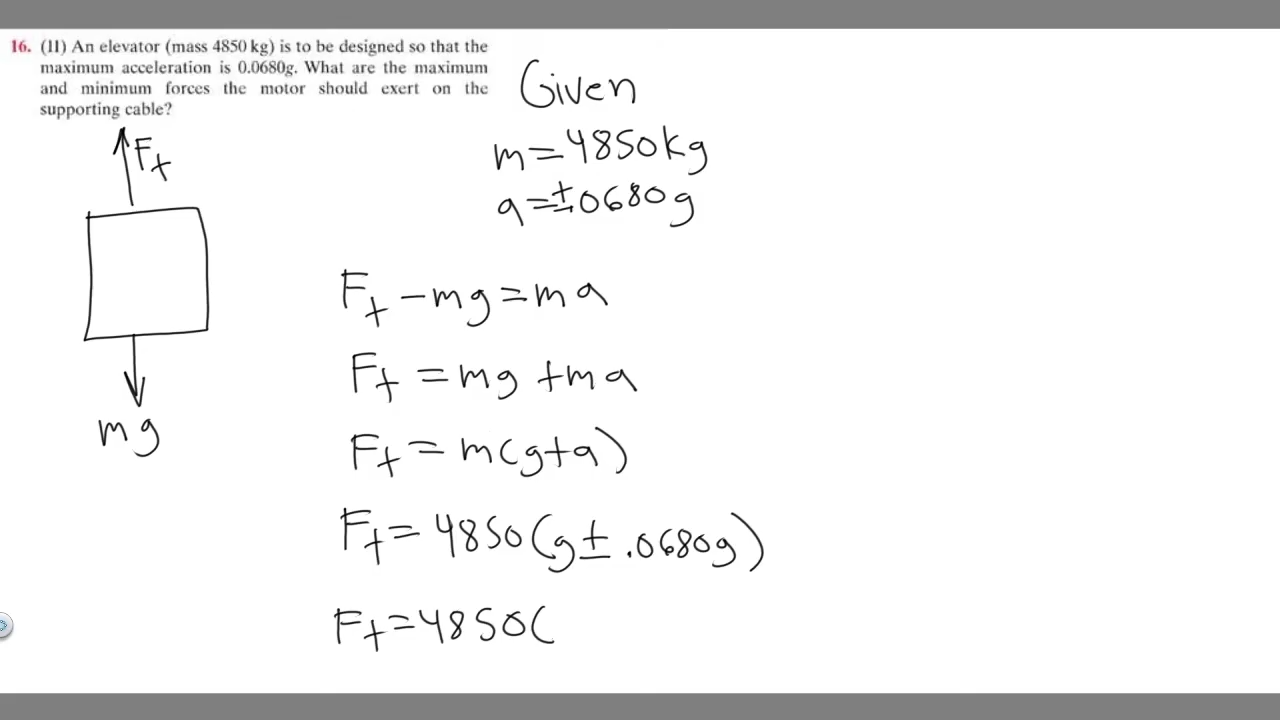 16. (II) An elevator (mass 4850 kg) is to be designed so that the
maximum acceleration is 0.0680g. What are the maximum
and minimum forces the motor should exert on the
supporting cable?
Given
m=4850kg
a=±.0680g
Ft
mg
Ft-mg=ma
Ft=mg+ma
Ft=m(g+a)
Ft=4850(g±.0680g)
Ft=4850(